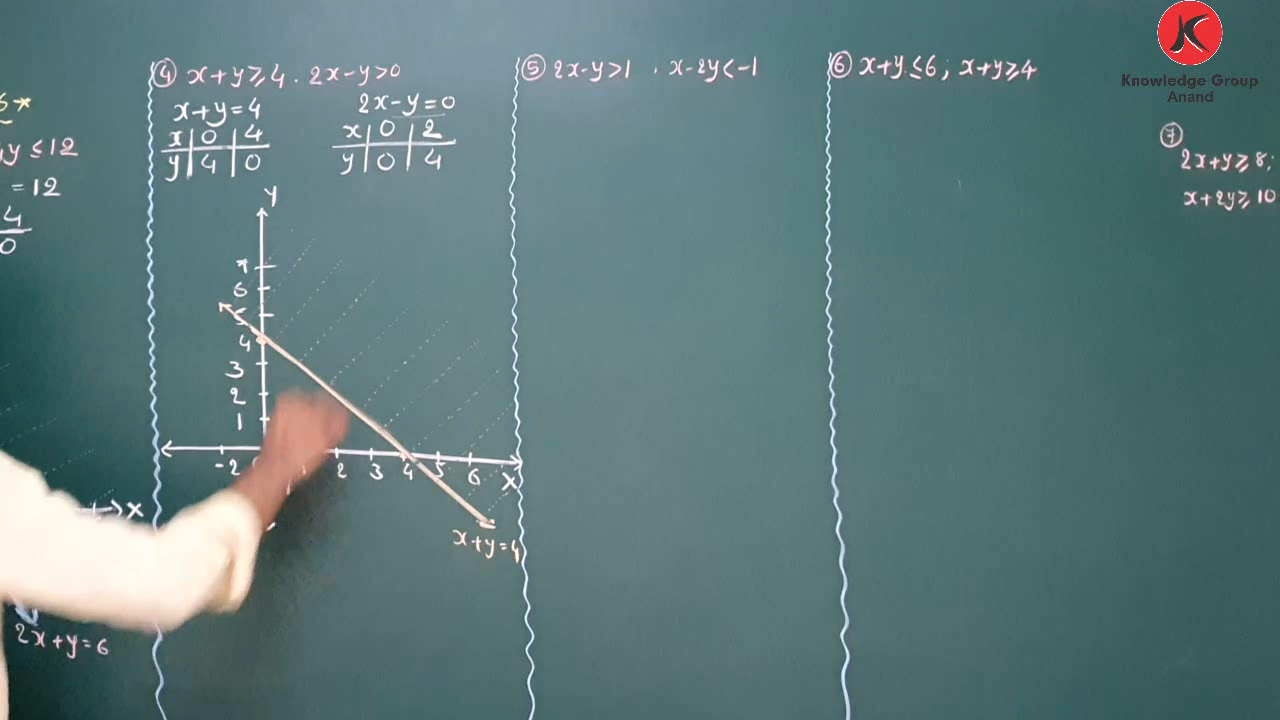 6
y ≤ 12
= 12
4
0
X
2x + y = 6
④ x + y ≥ 4 . 2x - y > 0
x + y = 4
x | 0 | 4
y | 4 | 0
2x - y = 0
x | 0 | 2
y | 0 | 4
Y
7
6
5
4
3
2
1
-2 2 3 4 5 6 X
x + y = 4
⑤ 2x - y > 1 , x - 2y < -1
⑥ x + y ≤ 6 ; x + y ≥ 4
⑦
2x + y ≥ 8 ;
x + 2y ≥ 10
Knowledge Group
Anand